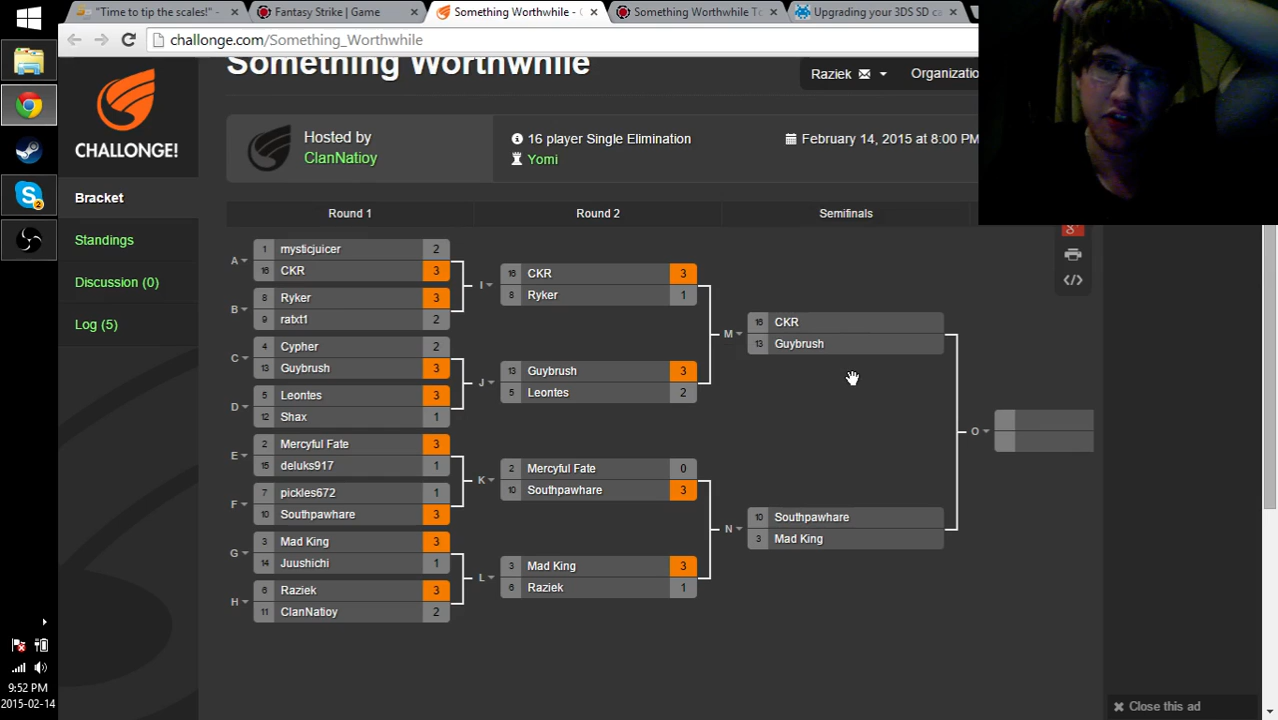 "Time to tip the scales!" - ×
Fantasy Strike | Game ×
Something Worthwhile - ×
Something Worthwhile To ×
Upgrading your 3DS SD ca ×
challonge.com/Something_Worthwhile
CHALLONGE!
Something Worthwhile
Raziek
Organizatio
Hosted by
ClanNatioy
16 player Single Elimination
Yomi
February 14, 2015 at 8:00 PM
Bracket
Standings
Discussion (0)
Log (5)
Round 1
Round 2
Semifinals
A
1 mysticjuicer 2
16 CKR 3
B
8 Ryker 3
9 ratxt1 2
C
4 Cypher 2
13 Guybrush 3
D
5 Leontes 3
12 Shax 1
E
2 Mercyful Fate 3
15 deluks917 1
F
7 pickles672 1
10 Southpawhare 3
G
3 Mad King 3
14 Juushichi 1
H
6 Raziek 3
11 ClanNatioy 2
I
16 CKR 3
8 Ryker 1
J
13 Guybrush 3
5 Leontes 2
K
2 Mercyful Fate 0
10 Southpawhare 3
L
3 Mad King 3
6 Raziek 1
M
16 CKR
13 Guybrush
N
10 Southpawhare
3 Mad King
O
g+
</>
2
9:52 PM
2015-02-14
Close this ad